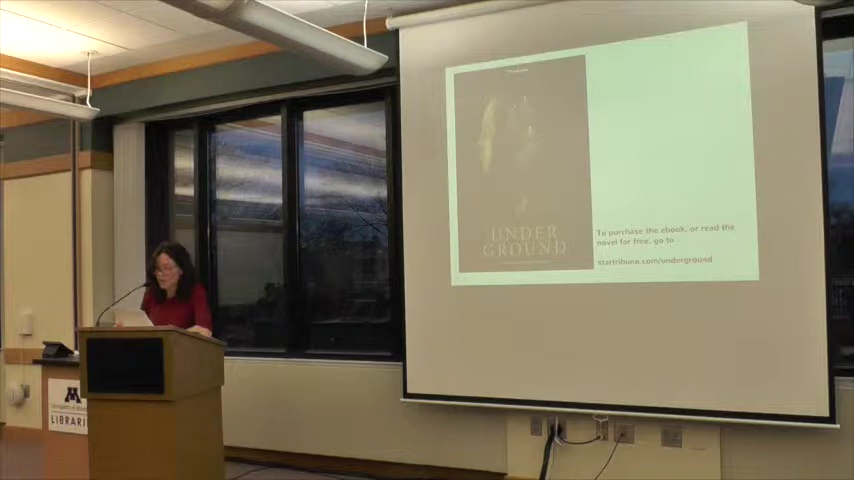 UNDER
GROUND
To purchase the ebook, or read the
novel for free, go to
startribune.com/underground
M
LIBRARI